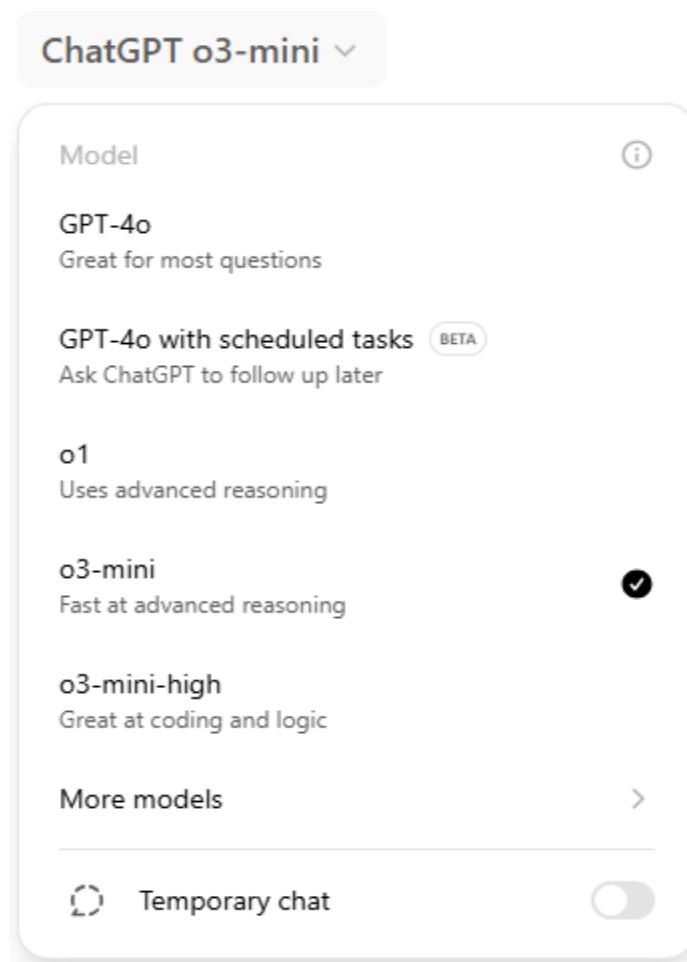 ChatGPT o3-mini
Model
GPT-4o
Great for most questions
GPT-4o with scheduled tasks BETA
Ask ChatGPT to follow up later
o1
Uses advanced reasoning
o3-mini
Fast at advanced reasoning
o3-mini-high
Great at coding and logic
More models
Temporary chat